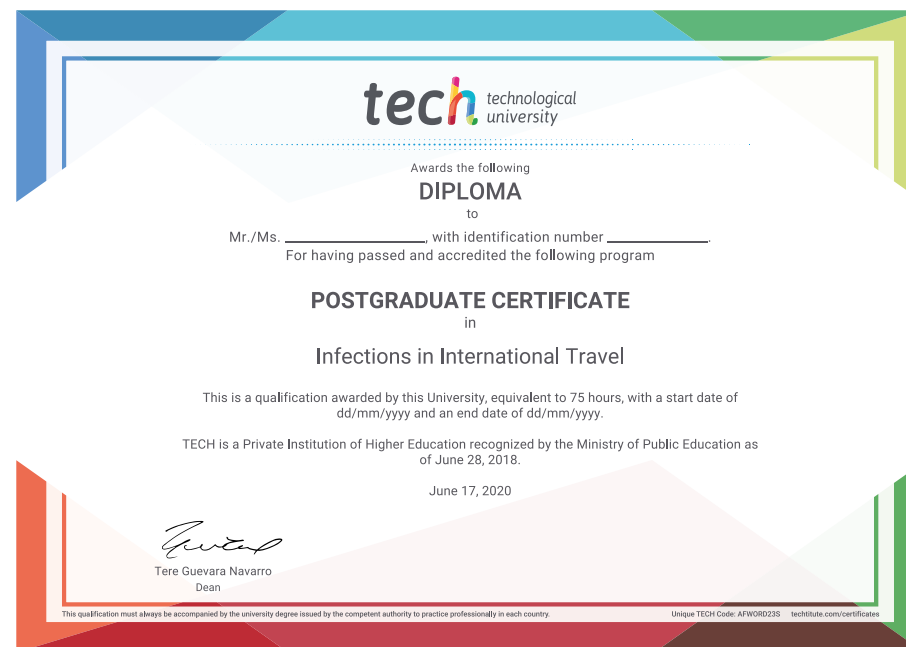 tech technological
university
Awards the following
DIPLOMA
to
Mr./Ms. ____________________, with identification number ______________.
For having passed and accredited the following program
POSTGRADUATE CERTIFICATE
in
Infections in International Travel
This is a qualification awarded by this University, equivalent to 75 hours, with a start date of
dd/mm/yyyy and an end date of dd/mm/yyyy.
TECH is a Private Institution of Higher Education recognized by the Ministry of Public Education as
of June 28, 2018.
June 17, 2020
Tere Guevara Navarro
Dean
This qualification must always be accompanied by the university degree issued by the competent authority to practice professionally in each country. Unique TECH Code: AFWORD23S techtitute.com/certificates